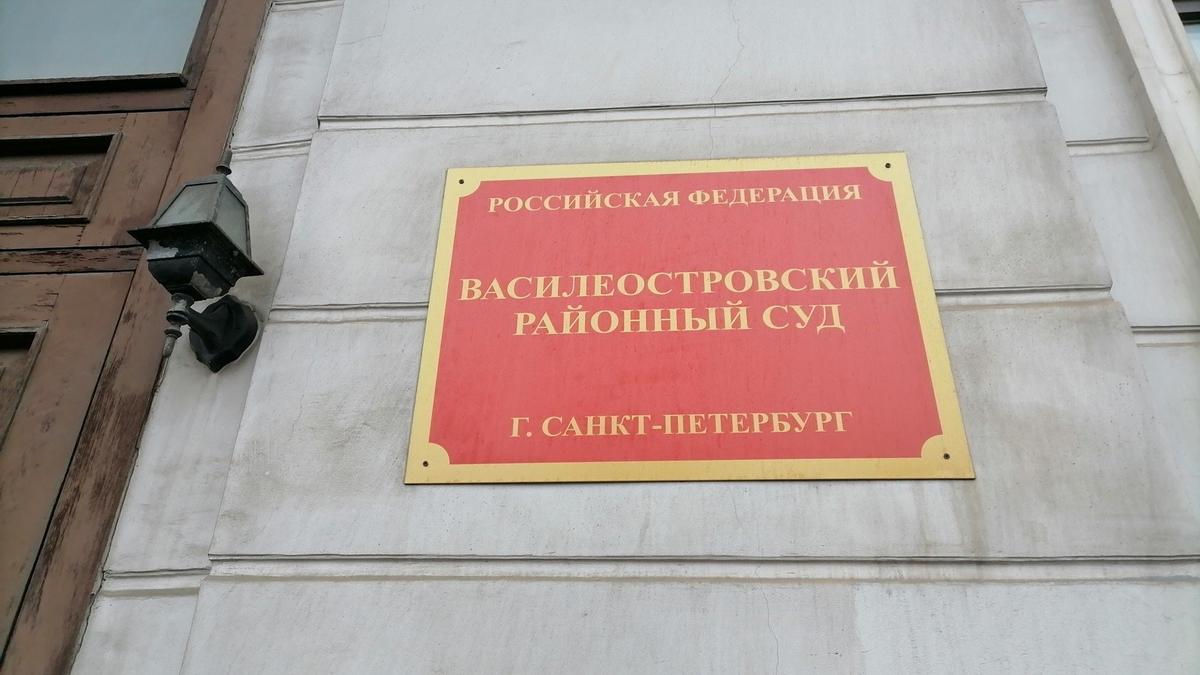 РОССИЙСКАЯ ФЕДЕРАЦИЯ
ВАСИЛЕОСТРОВСКИЙ
РАЙОННЫЙ СУД
Г. САНКТ-ПЕТЕРБУРГ